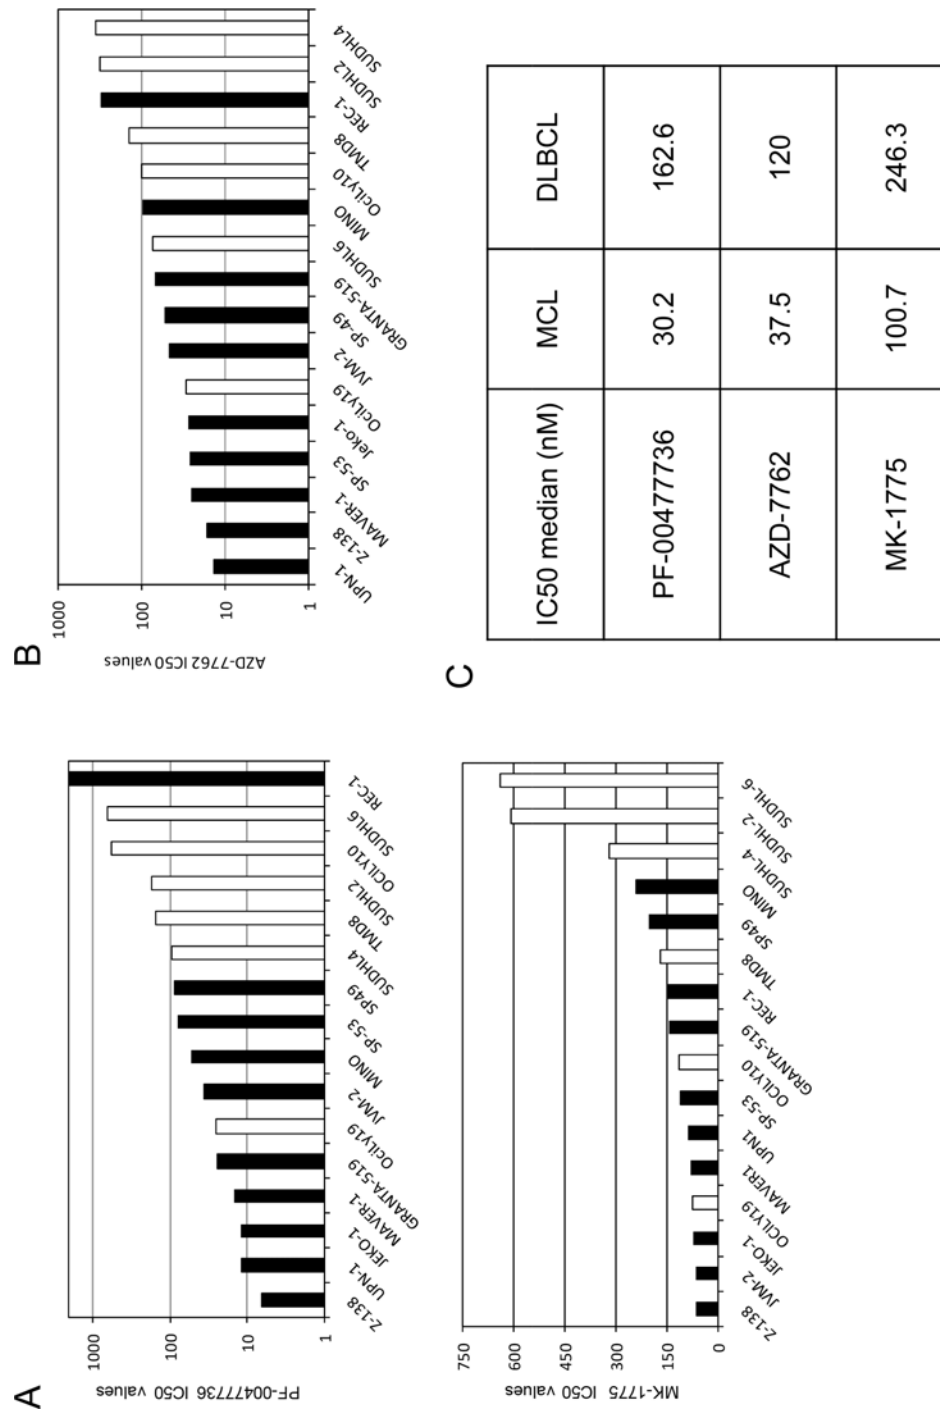 A
PF-00477736 IC50 values
1000
100
10
1
Z-138
UPN-1
JEKO-1
MAVER-1
GRANTA-519
OciLy19
JVM-2
MINO
SP-53
SP49
SUDHL4
TMD8
SUDHL2
OCILY10
SUDHL6
REC-1
MK-1775 IC50 values
750
600
450
300
150
0
Z-138
JVM-2
JEKO-1
OCILY19
MAVER1
UPN1
SP-53
OCILY10
GRANTA-519
REC-1
TMD8
SP49
MINO
SUDHL-4
SUDHL-2
SUDHL-6
B
AZD-7762 IC50 values
1000
100
10
1
UPN-1
Z-138
MAVER-1
SP-53
Jeko-1
OciLy19
JVM-2
SP-49
GRANTA-519
SUDHL6
MINO
OciLy10
TMD8
REC-1
SUDHL2
SUDHL4
C
IC50 median (nM) MCL DLBCL
PF-00477736 30.2 162.6
AZD-7762 37.5 120
MK-1775 100.7 246.3